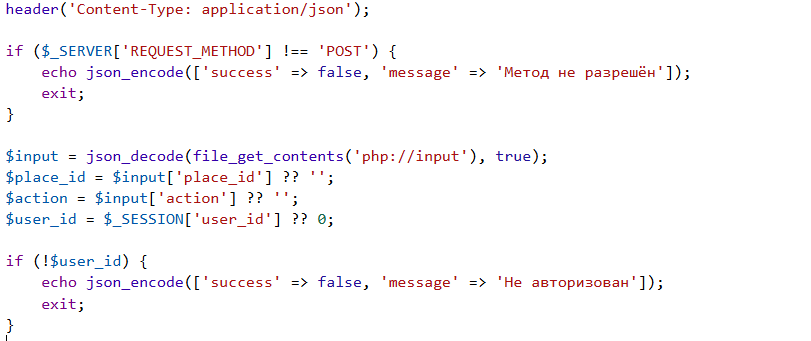 header('Content-Type: application/json');
if ($_SERVER['REQUEST_METHOD'] !== 'POST') {
    echo json_encode(['success' => false, 'message' => 'Метод не разрешён']);
    exit;
}
$input = json_decode(file_get_contents('php://input'), true);
$place_id = $input['place_id'] ?? '';
$action = $input['action'] ?? '';
$user_id = $_SESSION['user_id'] ?? 0;
if (!$user_id) {
    echo json_encode(['success' => false, 'message' => 'Не авторизован']);
    exit;
}